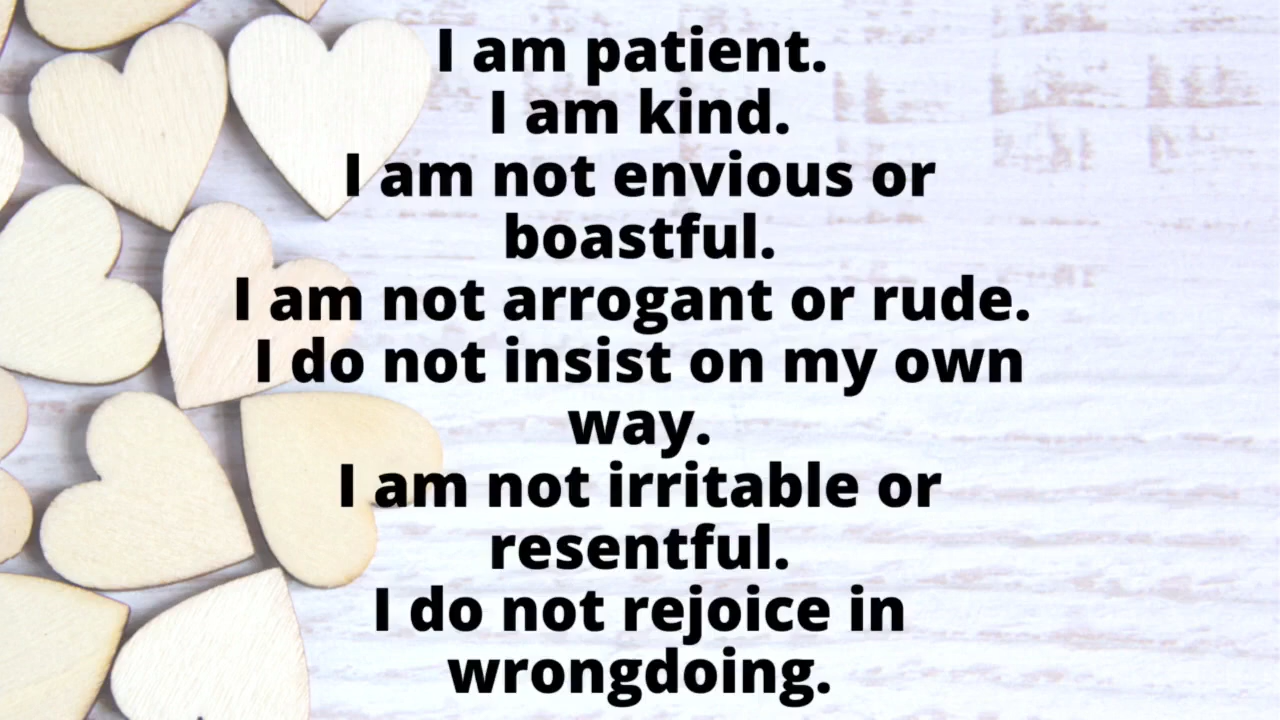 I am patient.
I am kind.
I am not envious or
boastful.
I am not arrogant or rude.
I do not insist on my own
way.
I am not irritable or
resentful.
I do not rejoice in
wrongdoing.